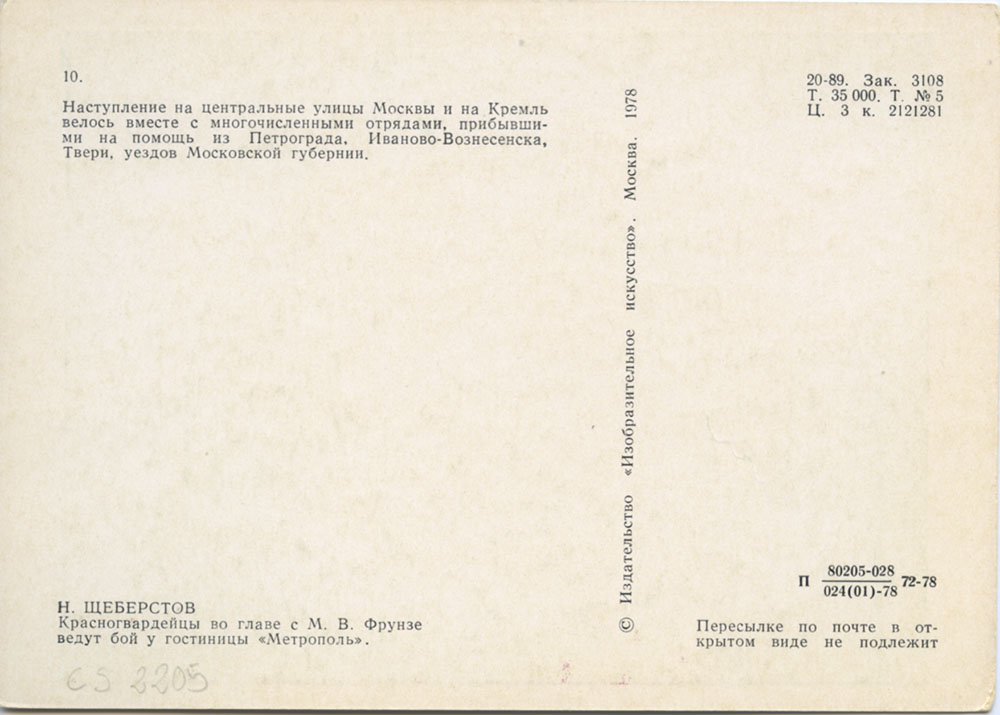 10.
Наступление на центральные улицы Москвы и на Кремль
велось вместе с многочисленными отрядами, прибывши-
ми на помощь из Петрограда, Иваново-Вознесенска,
Твери, уездов Московской губернии.
Н. ЩЕБЕРСТОВ
Красногвардейцы во главе с М. В. Фрунзе
ведут бой у гостиницы «Метрополь».
CS 2205
© Издательство «Изобразительное искусство». Москва. 1978
20-89. Зак. 3108
Т. 35 000. Т. № 5
Ц. 3 к. 2121281
П 80205-028 72-78
024(01)-78
Пересылке по почте в от-
крытом виде не подлежит